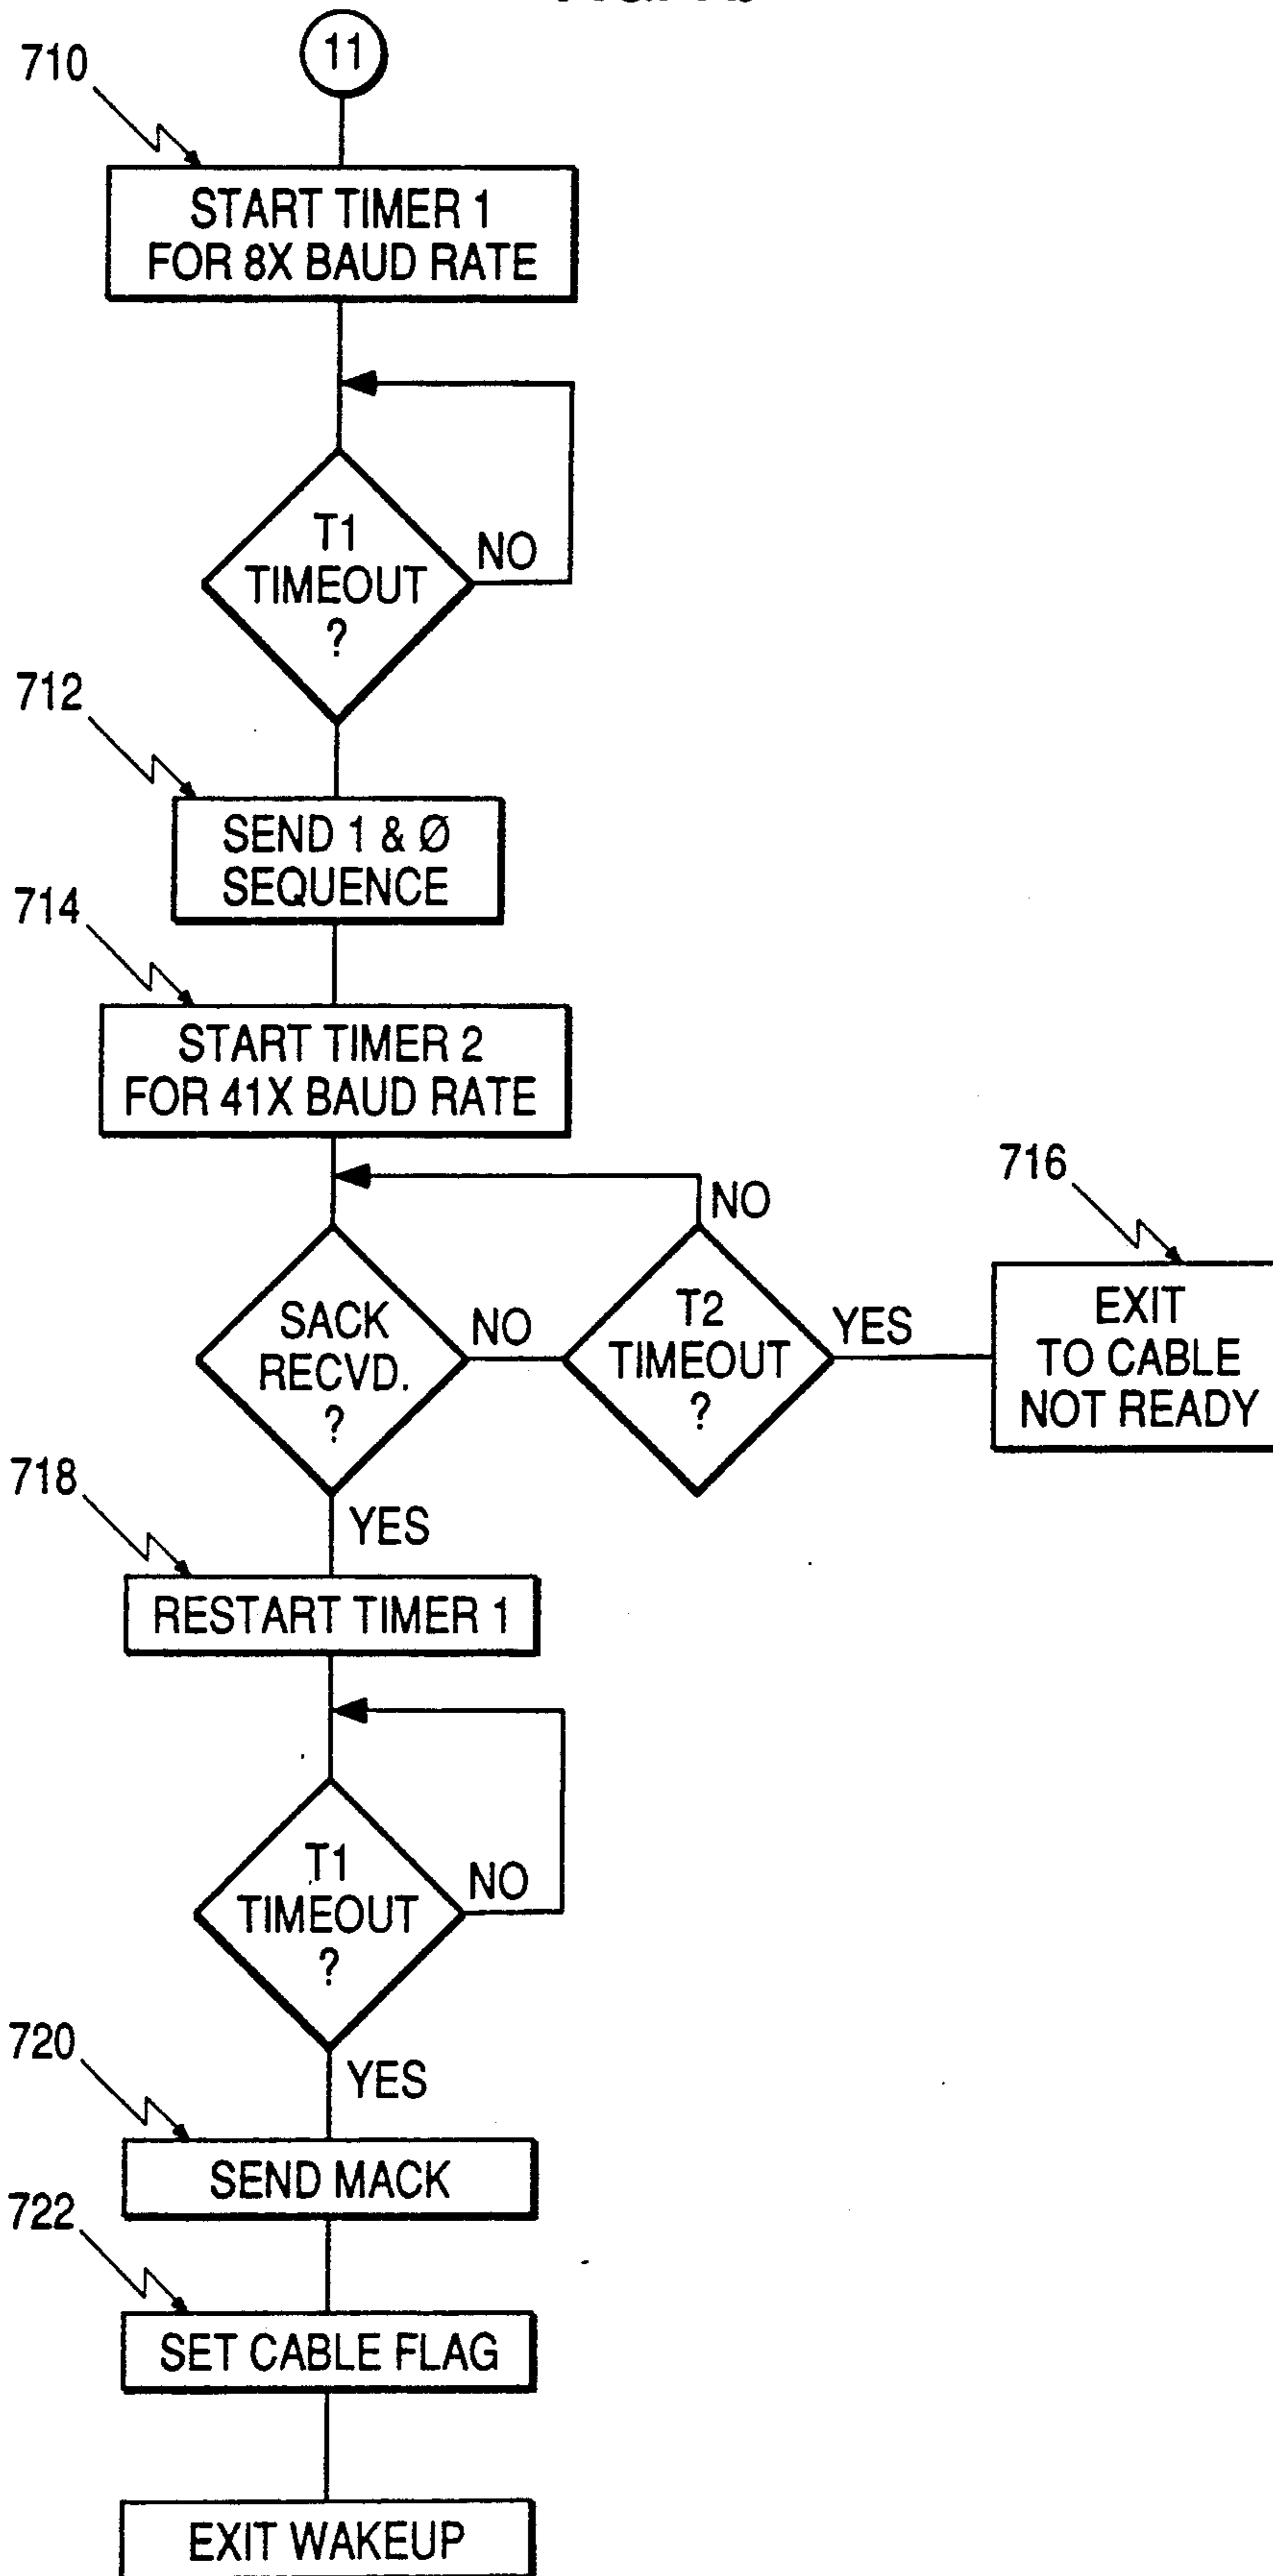 11
710
START TIMER 1
FOR 8X BAUD RATE
T1
TIMEOUT
?
NO
712
SEND 1 & Ø
SEQUENCE
714
START TIMER 2
FOR 41X BAUD RATE
716
NO
SACK
RECVD.
?
NO
T2
TIMEOUT
?
YES
EXIT
TO CABLE
NOT READY
718
YES
RESTART TIMER 1
T1
TIMEOUT
?
NO
720
YES
SEND MACK
722
SET CABLE FLAG
EXIT WAKEUP